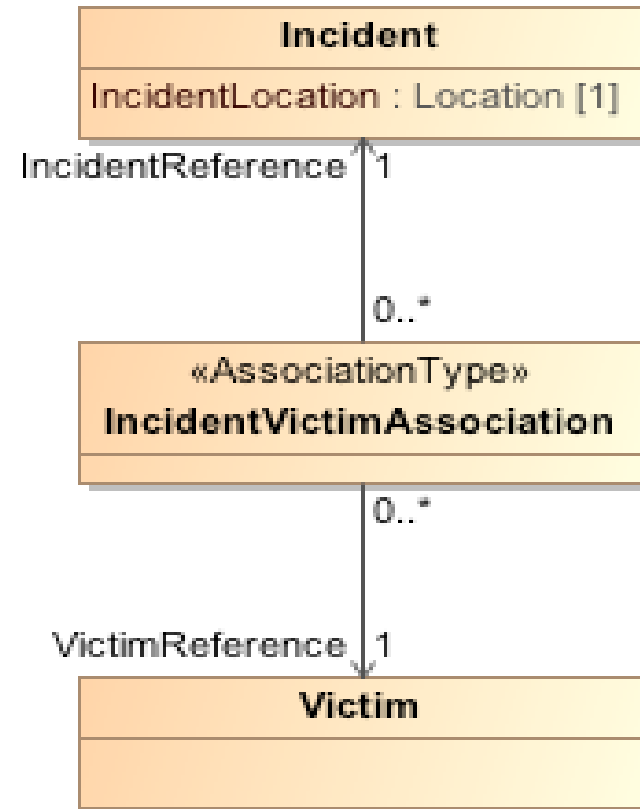 Incident
IncidentLocation : Location [1]
IncidentReference 1
0..*
«AssociationType»
IncidentVictimAssociation
0..*
VictimReference 1
Victim